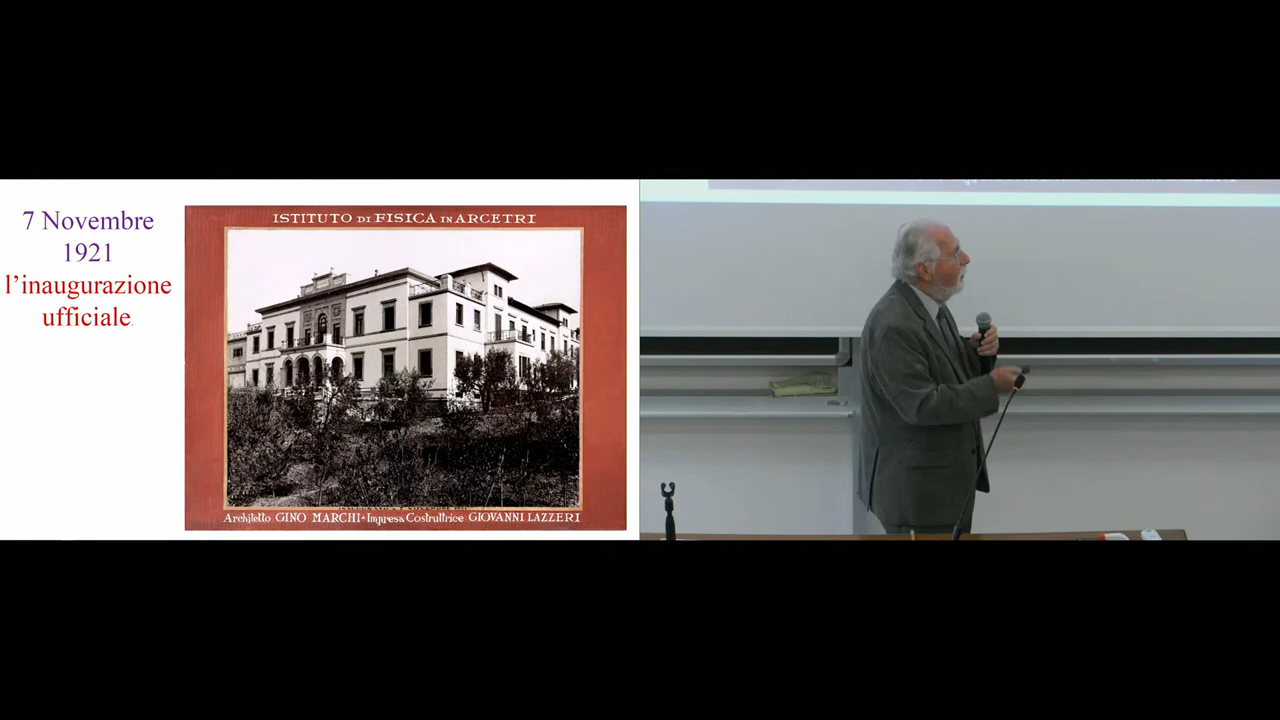 7 Novembre
1921
l’inaugurazione
ufficiale.
ISTITUTO DI FISICA IN ARCETRI
Architetto GINO MARCHI - Impresa Costruttrice GIOVANNI LAZZERI